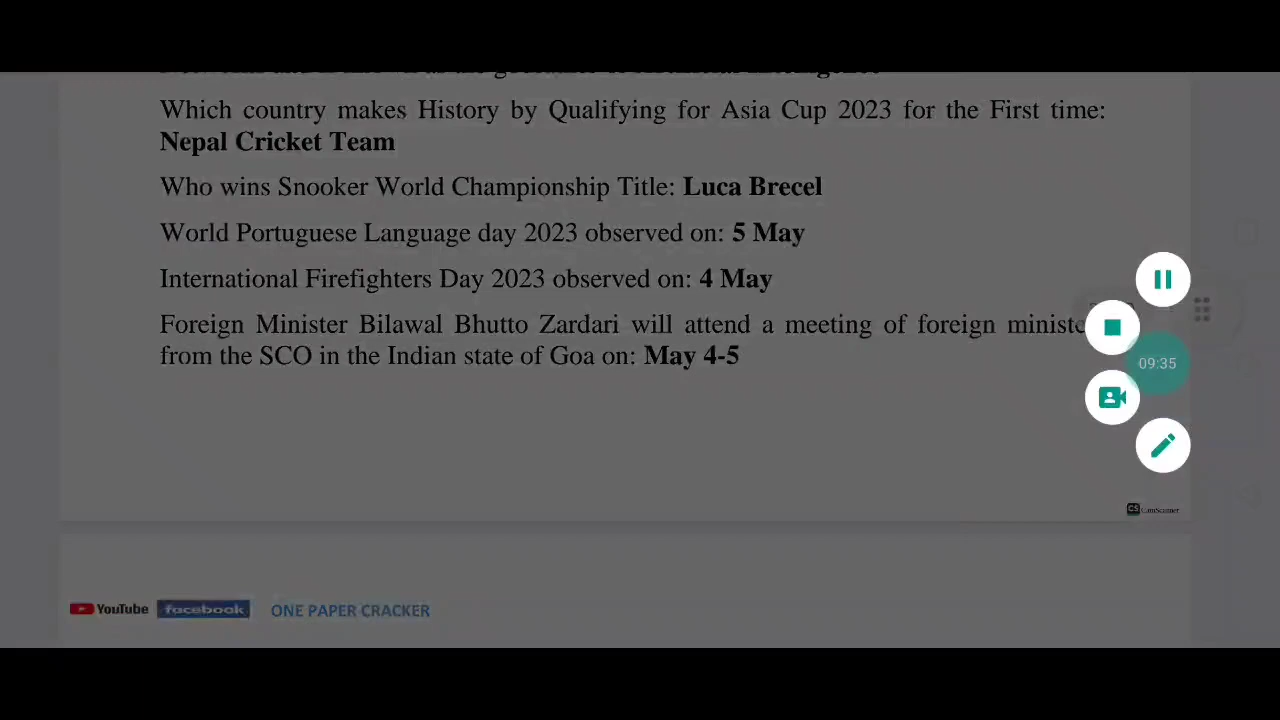 Which country makes History by Qualifying for Asia Cup 2023 for the First time:
Nepal Cricket Team
Who wins Snooker World Championship Title: Luca Brecel
World Portuguese Language day 2023 observed on: 5 May
International Firefighters Day 2023 observed on: 4 May
Foreign Minister Bilawal Bhutto Zardari will attend a meeting of foreign ministe
from the SCO in the Indian state of Goa on: May 4-5
09:35
CS CamScanner
YouTube facebook ONE PAPER CRACKER